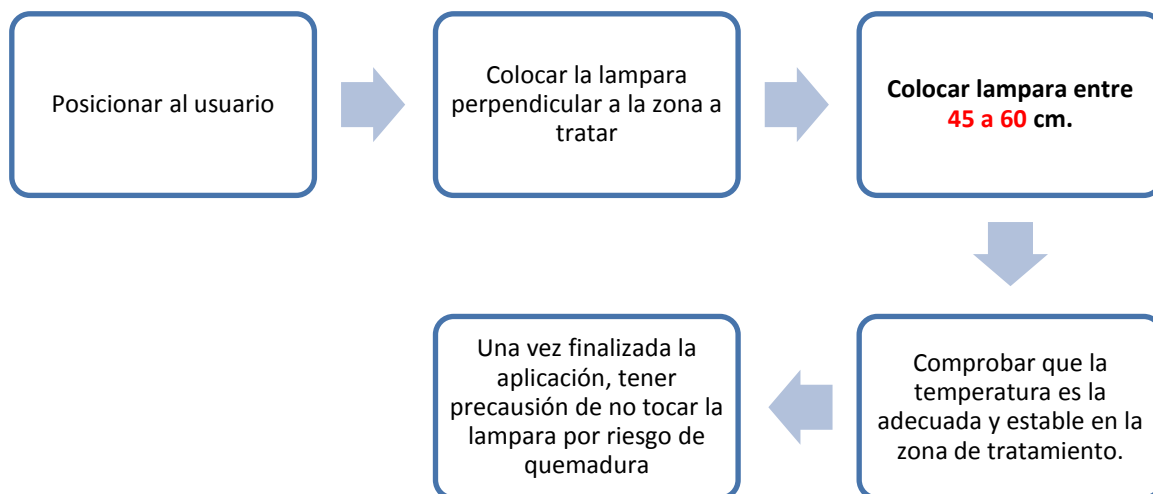 Posicionar al usuario
Colocar la lampara
perpendicular a la zona a
tratar
Colocar lampara entre
45 a 60 cm.
Comprobar que la
temperatura es la
adecuada y estable en la
zona de tratamiento.
Una vez finalizada la
aplicación, tener
precausión de no tocar la
lampara por riesgo de
quemadura